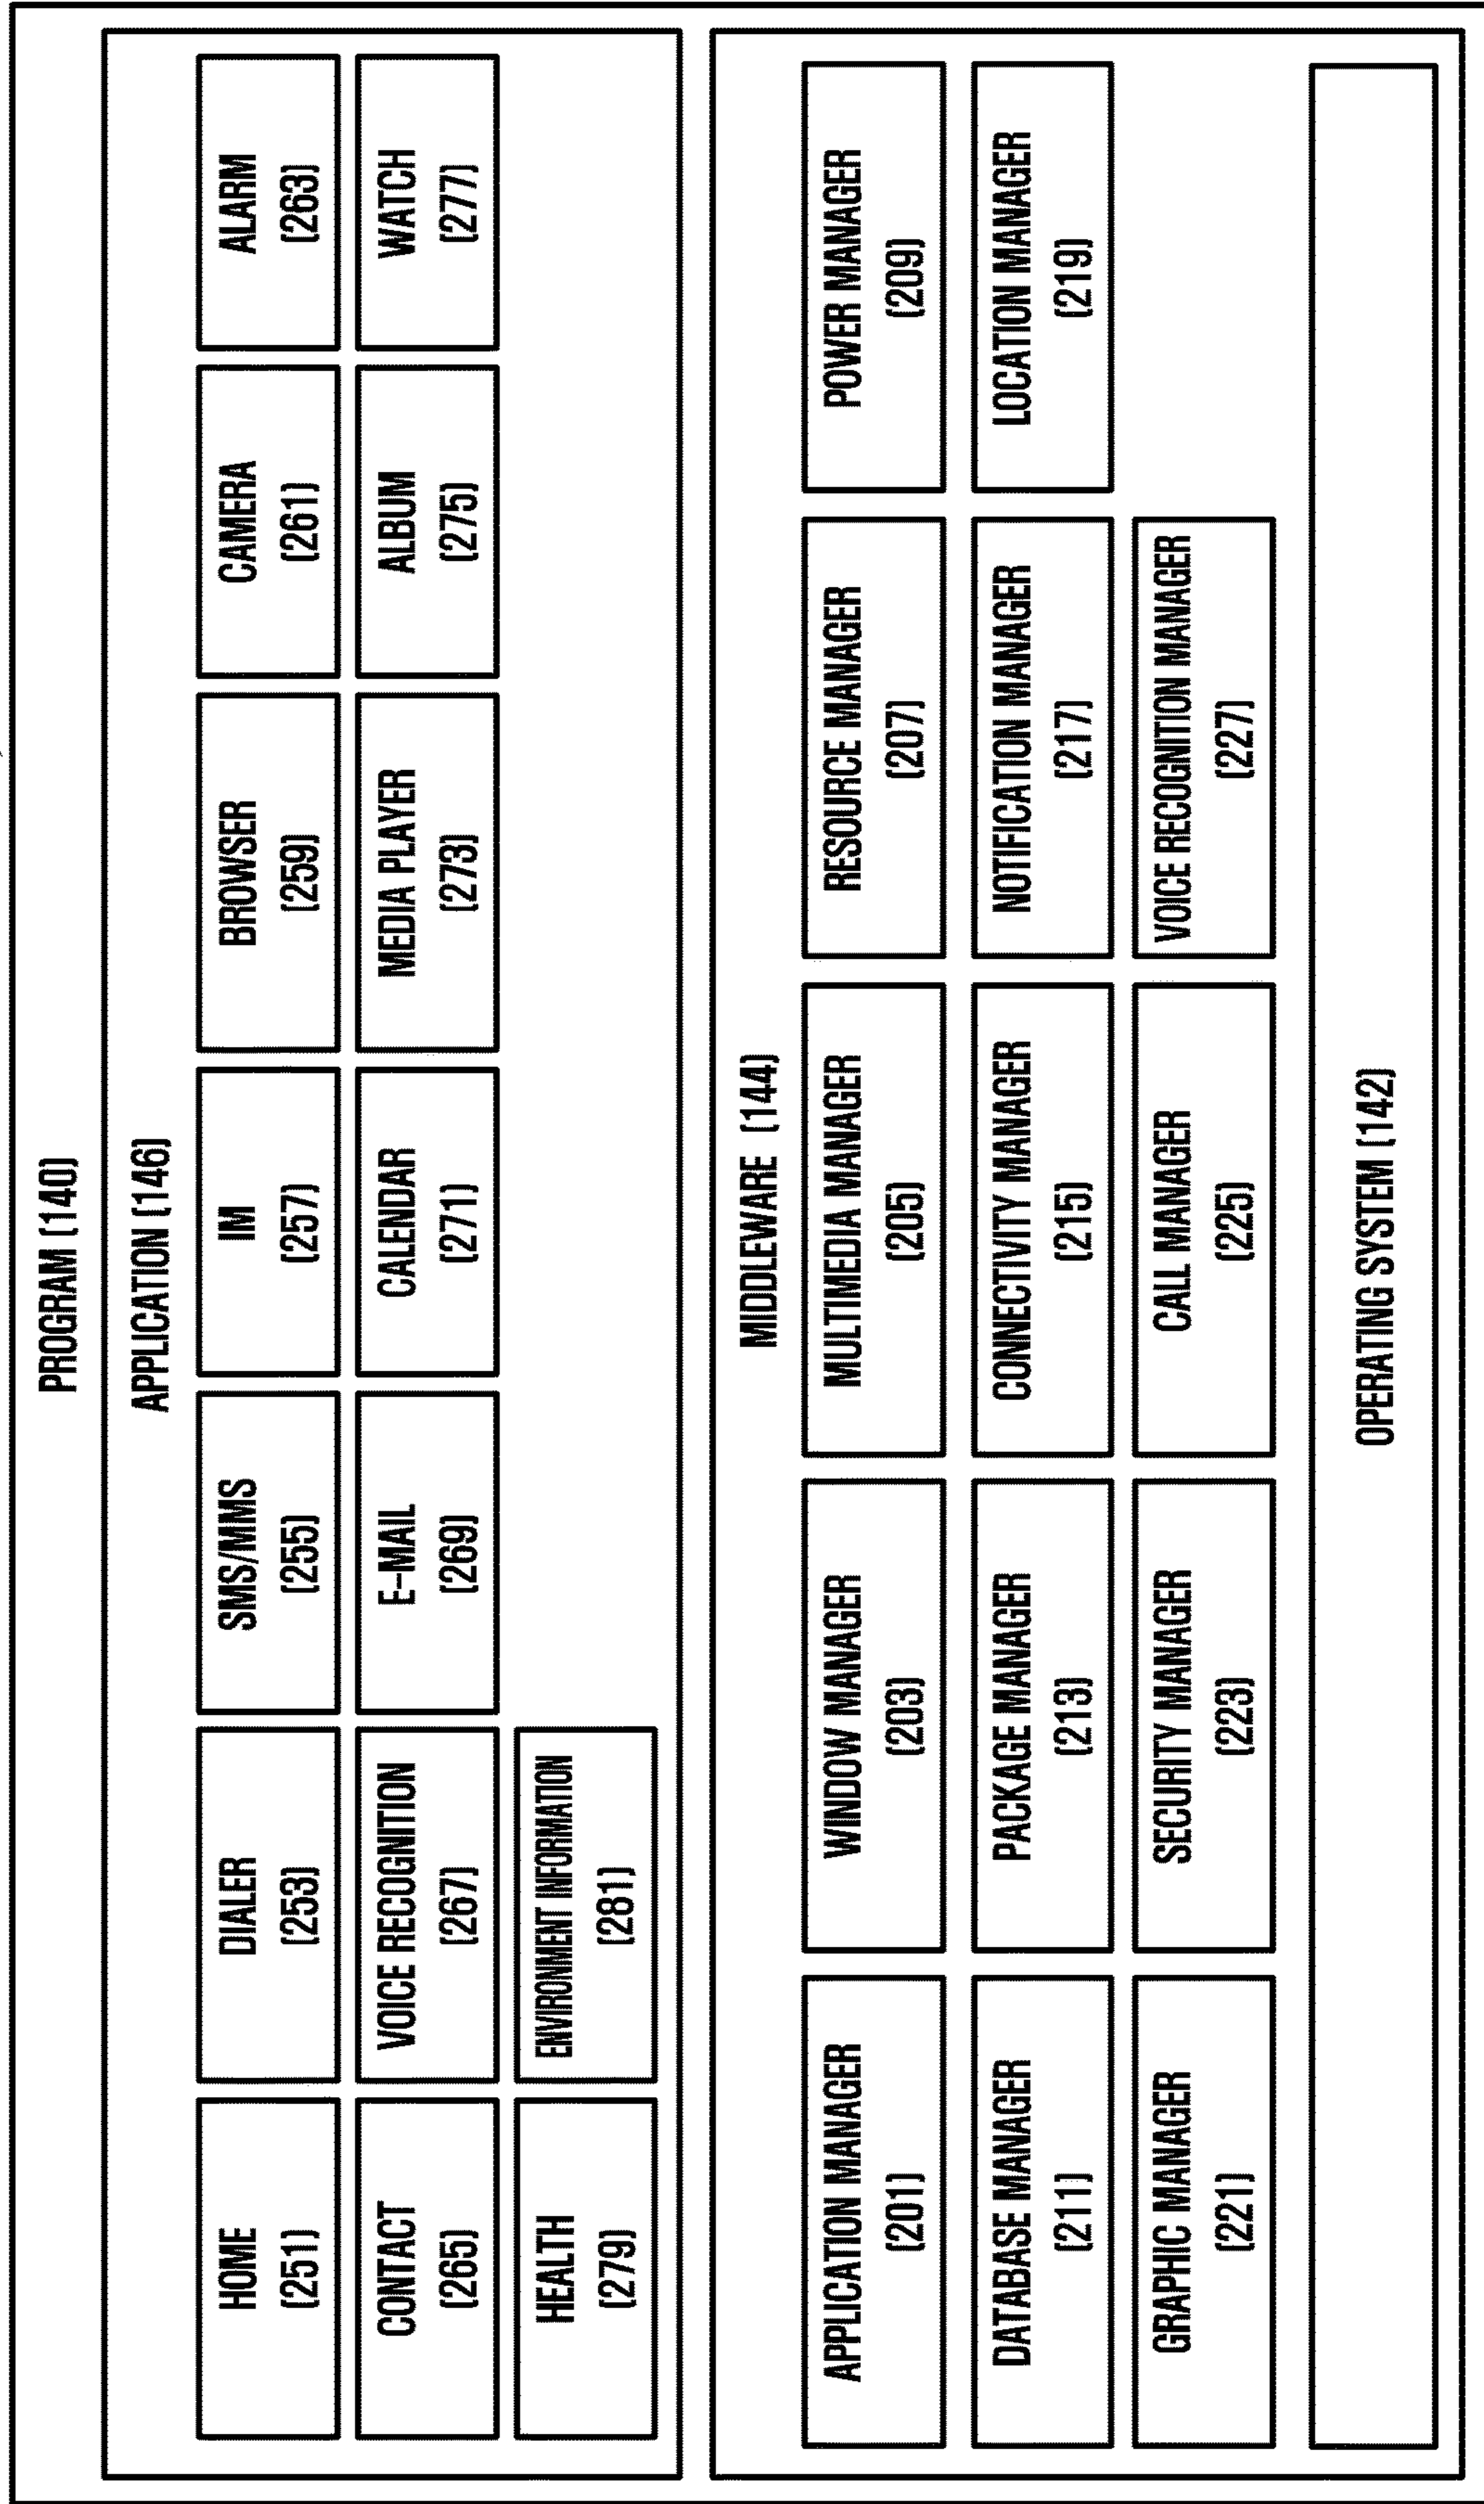 PROGRAM (140)
APPLICATION (146)
HOME
(251)
DIALER
(253)
SMS/MMS
(255)
IM
(257)
BROWSER
(259)
CAMERA
(261)
ALARM
(263)
CONTACT
(265)
VOICE RECOGNITION
(267)
E-MAIL
(269)
CALENDAR
(271)
MEDIA PLAYER
(273)
ALBUM
(275)
WATCH
(277)
HEALTH
(279)
ENVIRONMENT INFORMATION
(281)
MIDDLEWARE (144)
APPLICATION MANAGER
(201)
WINDOW MANAGER
(203)
MULTIMEDIA MANAGER
(205)
RESOURCE MANAGER
(207)
POWER MANAGER
(209)
DATABASE MANAGER
(211)
PACKAGE MANAGER
(213)
CONNECTIVITY MANAGER
(215)
NOTIFICATION MANAGER
(217)
LOCATION MANAGER
(219)
GRAPHIC MANAGER
(221)
SECURITY MANAGER
(223)
CALL MANAGER
(225)
VOICE RECOGNITION MANAGER
(227)
OPERATING SYSTEM (142)